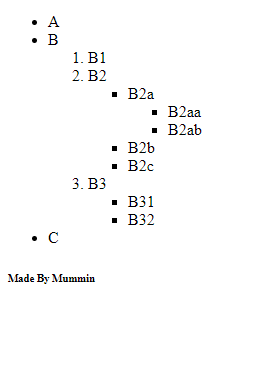 • A
• B
1. B1
2. B2
▪ B2a
▪ B2aa
▪ B2ab
▪ B2b
▪ B2c
3. B3
▪ B31
▪ B32
• C
Made By Mummin